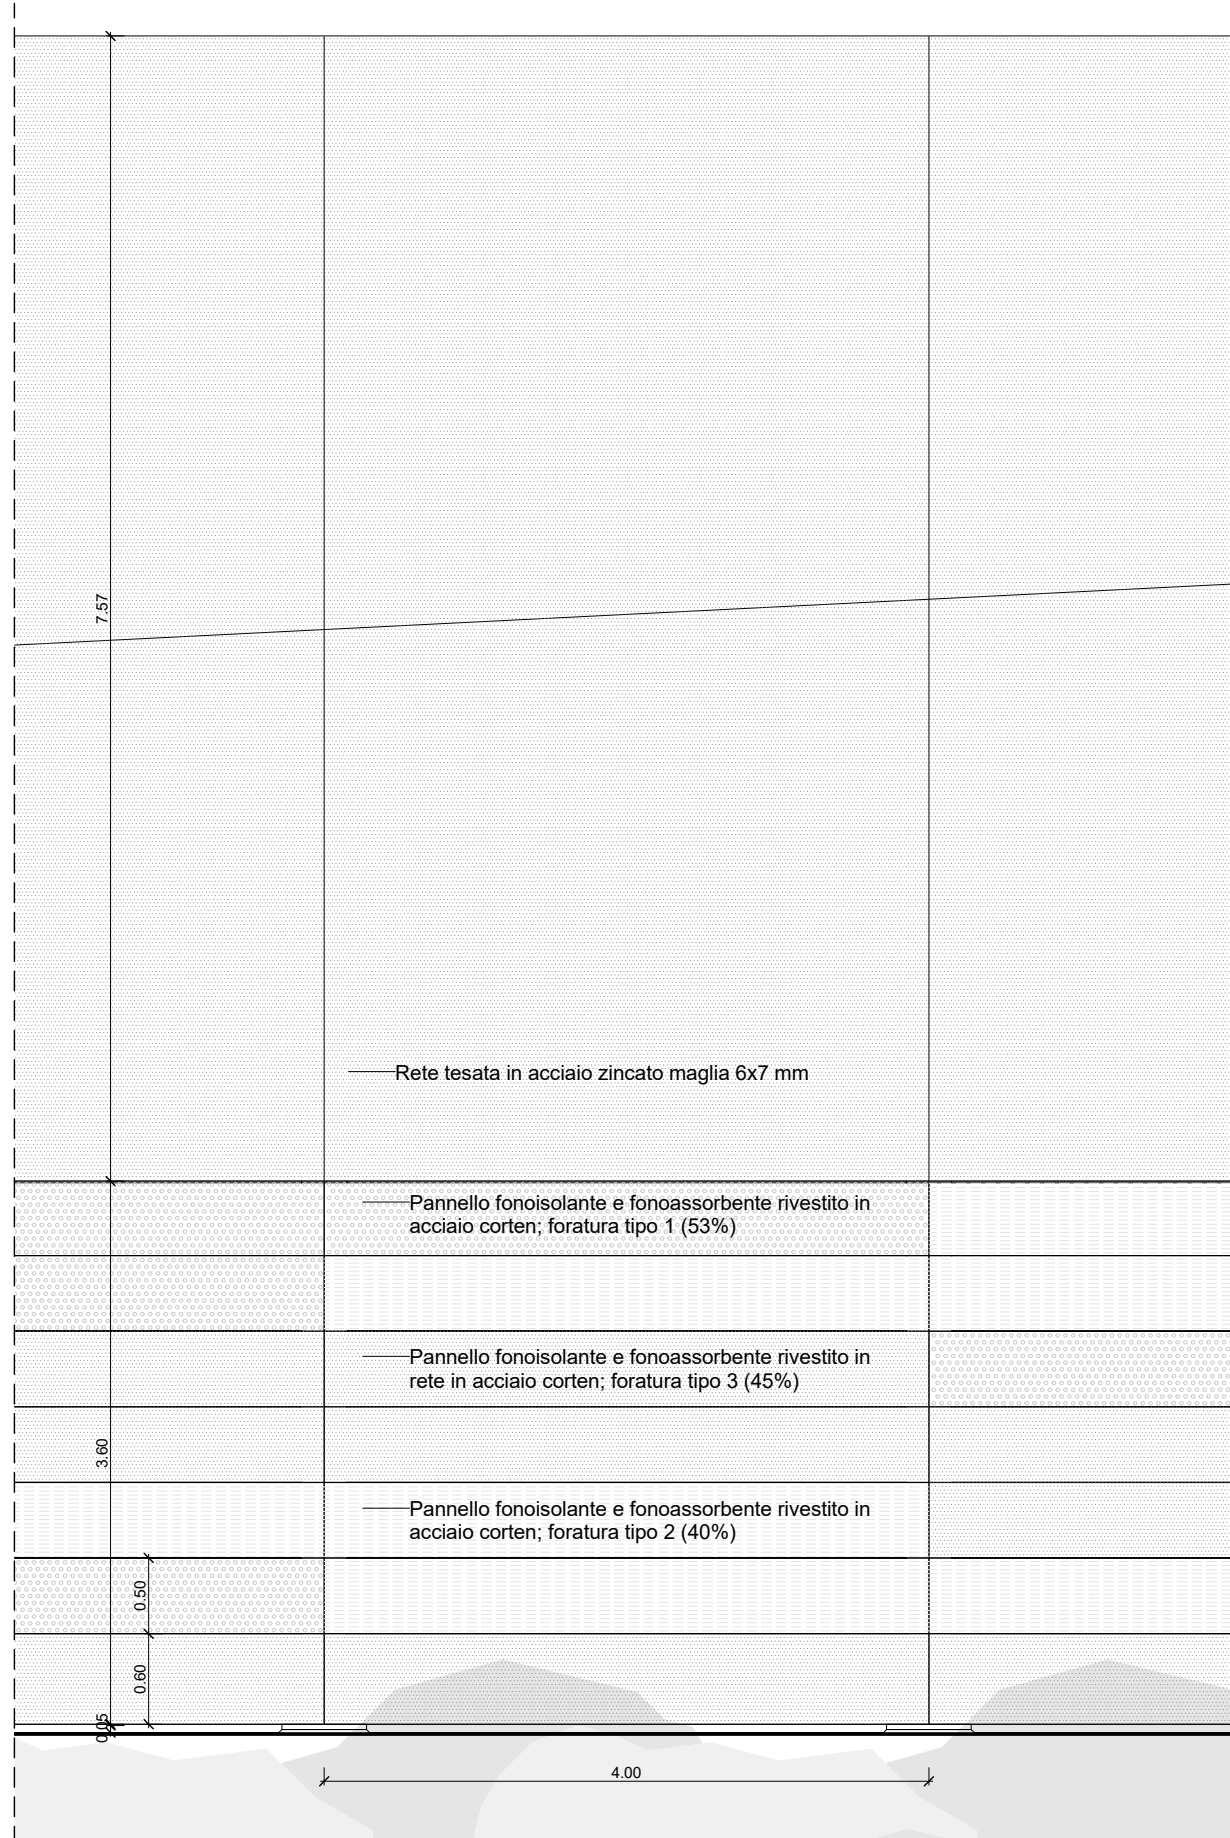 7.57
Rete tesata in acciaio zincato maglia 6x7 mm
Pannello fonoisolante e fonoassorbente rivestito in
acciaio corten; foratura tipo 1 (53%)
Pannello fonoisolante e fonoassorbente rivestito in
rete in acciaio corten; foratura tipo 3 (45%)
3.60
Pannello fonoisolante e fonoassorbente rivestito in
acciaio corten; foratura tipo 2 (40%)
0.50
0.60
0.05
4.00